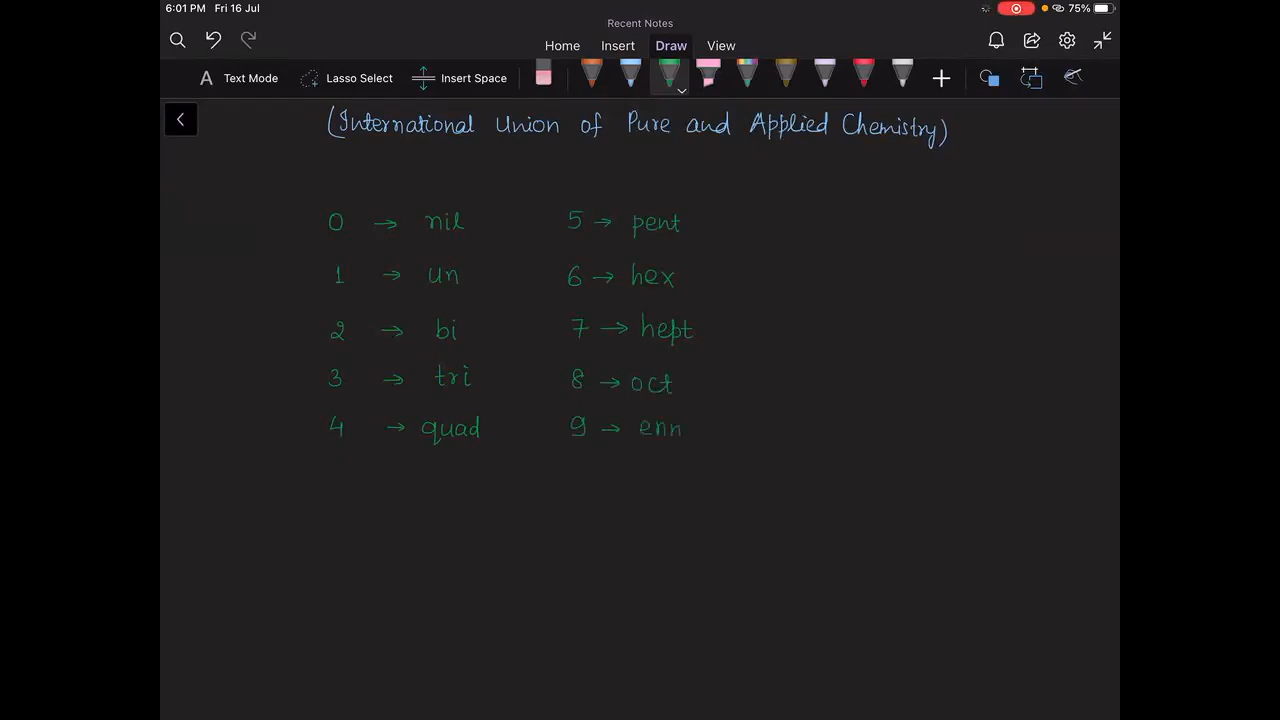 6:01 PM Fri 16 Jul 75%
Recent Notes
Home Insert Draw View
Text Mode Lasso Select Insert Space
(International Union of Pure and Applied Chemistry)
0 → nil 5 → pent
1 → un 6 → hex
2 → bi 7 → hept
3 → tri 8 → oct
4 → quad 9 → enn